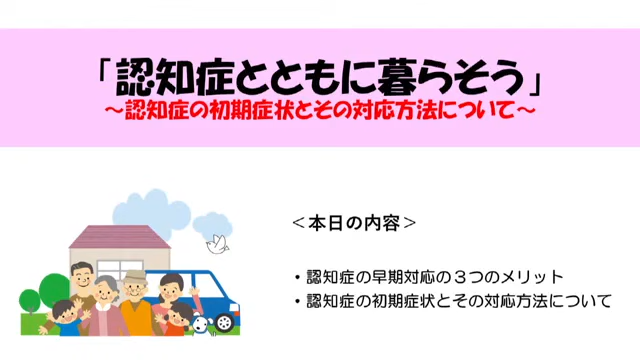 「認知症とともに暮らそう」
～認知症の初期症状とその対応方法について～
＜本日の内容＞
・認知症の早期対応の３つのメリット
・認知症の初期症状とその対応方法について